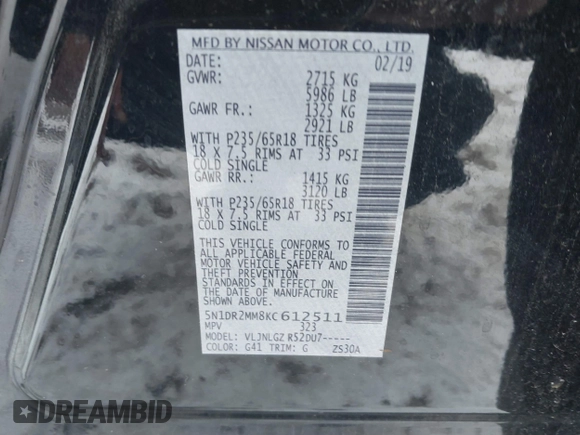 MFD BY NISSAN MOTOR CO., LTD.
DATE: 02/19
GVWR: 2715 KG
5986 LB
GAWR FR.: 1325 KG
2921 LB
WITH P235/65R18 TIRES
18 X 7.5 RIMS AT 33 PSI
COLD SINGLE
GAWR RR.: 1415 KG
3120 LB
WITH P235/65R18 TIRES
18 X 7.5 RIMS AT 33 PSI
COLD SINGLE
THIS VEHICLE CONFORMS TO
ALL APPLICABLE FEDERAL
MOTOR VEHICLE SAFETY AND
THEFT PREVENTION
STANDARDS IN EFFECT ON
THE DATE OF MANUFACTURE
SHOWN ABOVE.
5N1DR2MM8KC612511
MPV 323
MODEL: VLJNLGZ R52DU7-----
COLOR: G41 TRIM: G ZS30A
DREAMBID